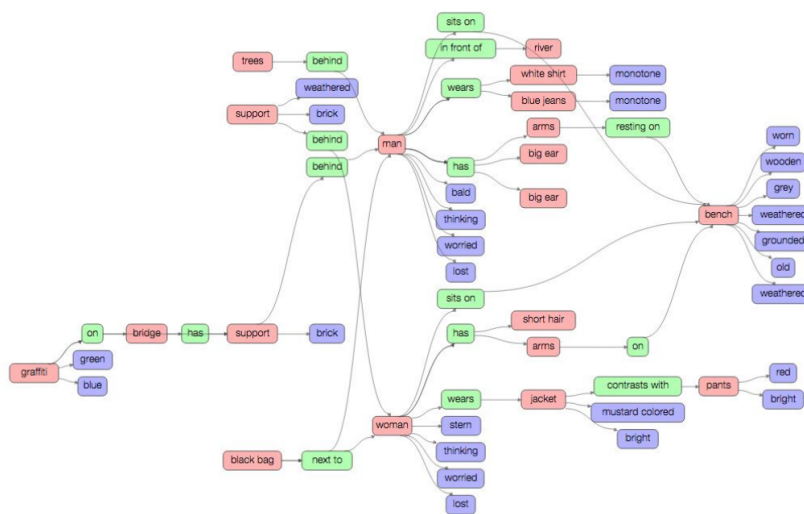 sits on
in front of
river
trees
behind
white shirt
monotone
weathered
wears
blue jeans
monotone
support
brick
arms
resting on
behind
man
big ear
worn
behind
has
wooden
bald
big ear
grey
thinking
bench
weathered
worried
grounded
lost
old
sits on
weathered
short hair
on
bridge
has
support
brick
has
arms
on
green
graffiti
blue
red
contrasts with
pants
wears
jacket
bright
woman
stern
mustard colored
thinking
bright
black bag
next to
worried
lost